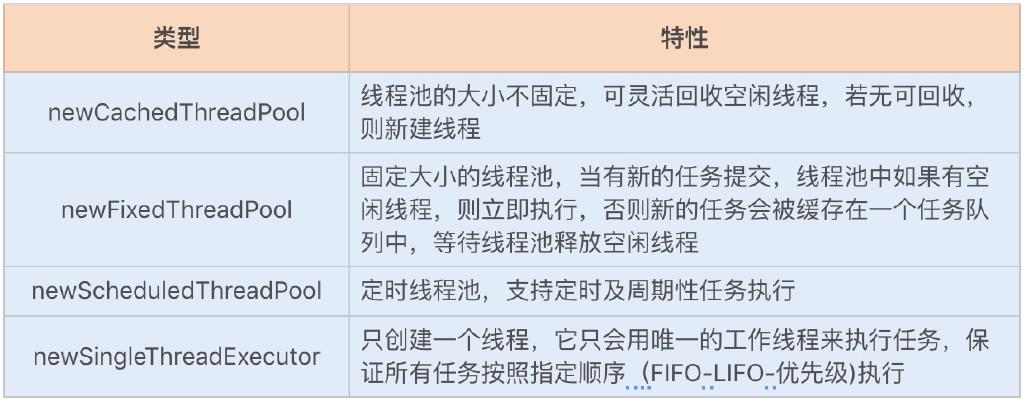 类型
特性
newCachedThreadPool
线程池的大小不固定，可灵活回收空闲线程，若无可回收，
则新建线程
newFixedThreadPool
固定大小的线程池，当有新的任务提交，线程池中如果有空
闲线程，则立即执行，否则新的任务会被缓存在一个任务队
列中，等待线程池释放空闲线程
newScheduledThreadPool
定时线程池，支持定时及周期性任务执行
newSingleThreadExecutor
只创建一个线程，它只会用唯一的工作线程来执行任务，保
证所有任务按照指定顺序（FIFO-LIFO-优先级)执行